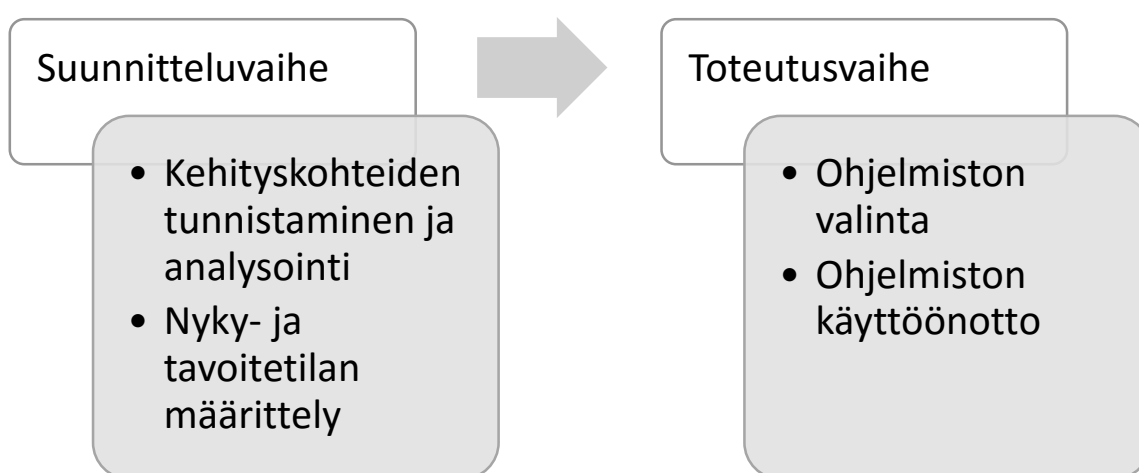 Suunnitteluvaihe
• Kehityskohteiden
tunnistaminen ja
analysointi
• Nyky- ja
tavoitetilan
määrittely
Toteutusvaihe
• Ohjelmiston
valinta
• Ohjelmiston
käyttöönotto